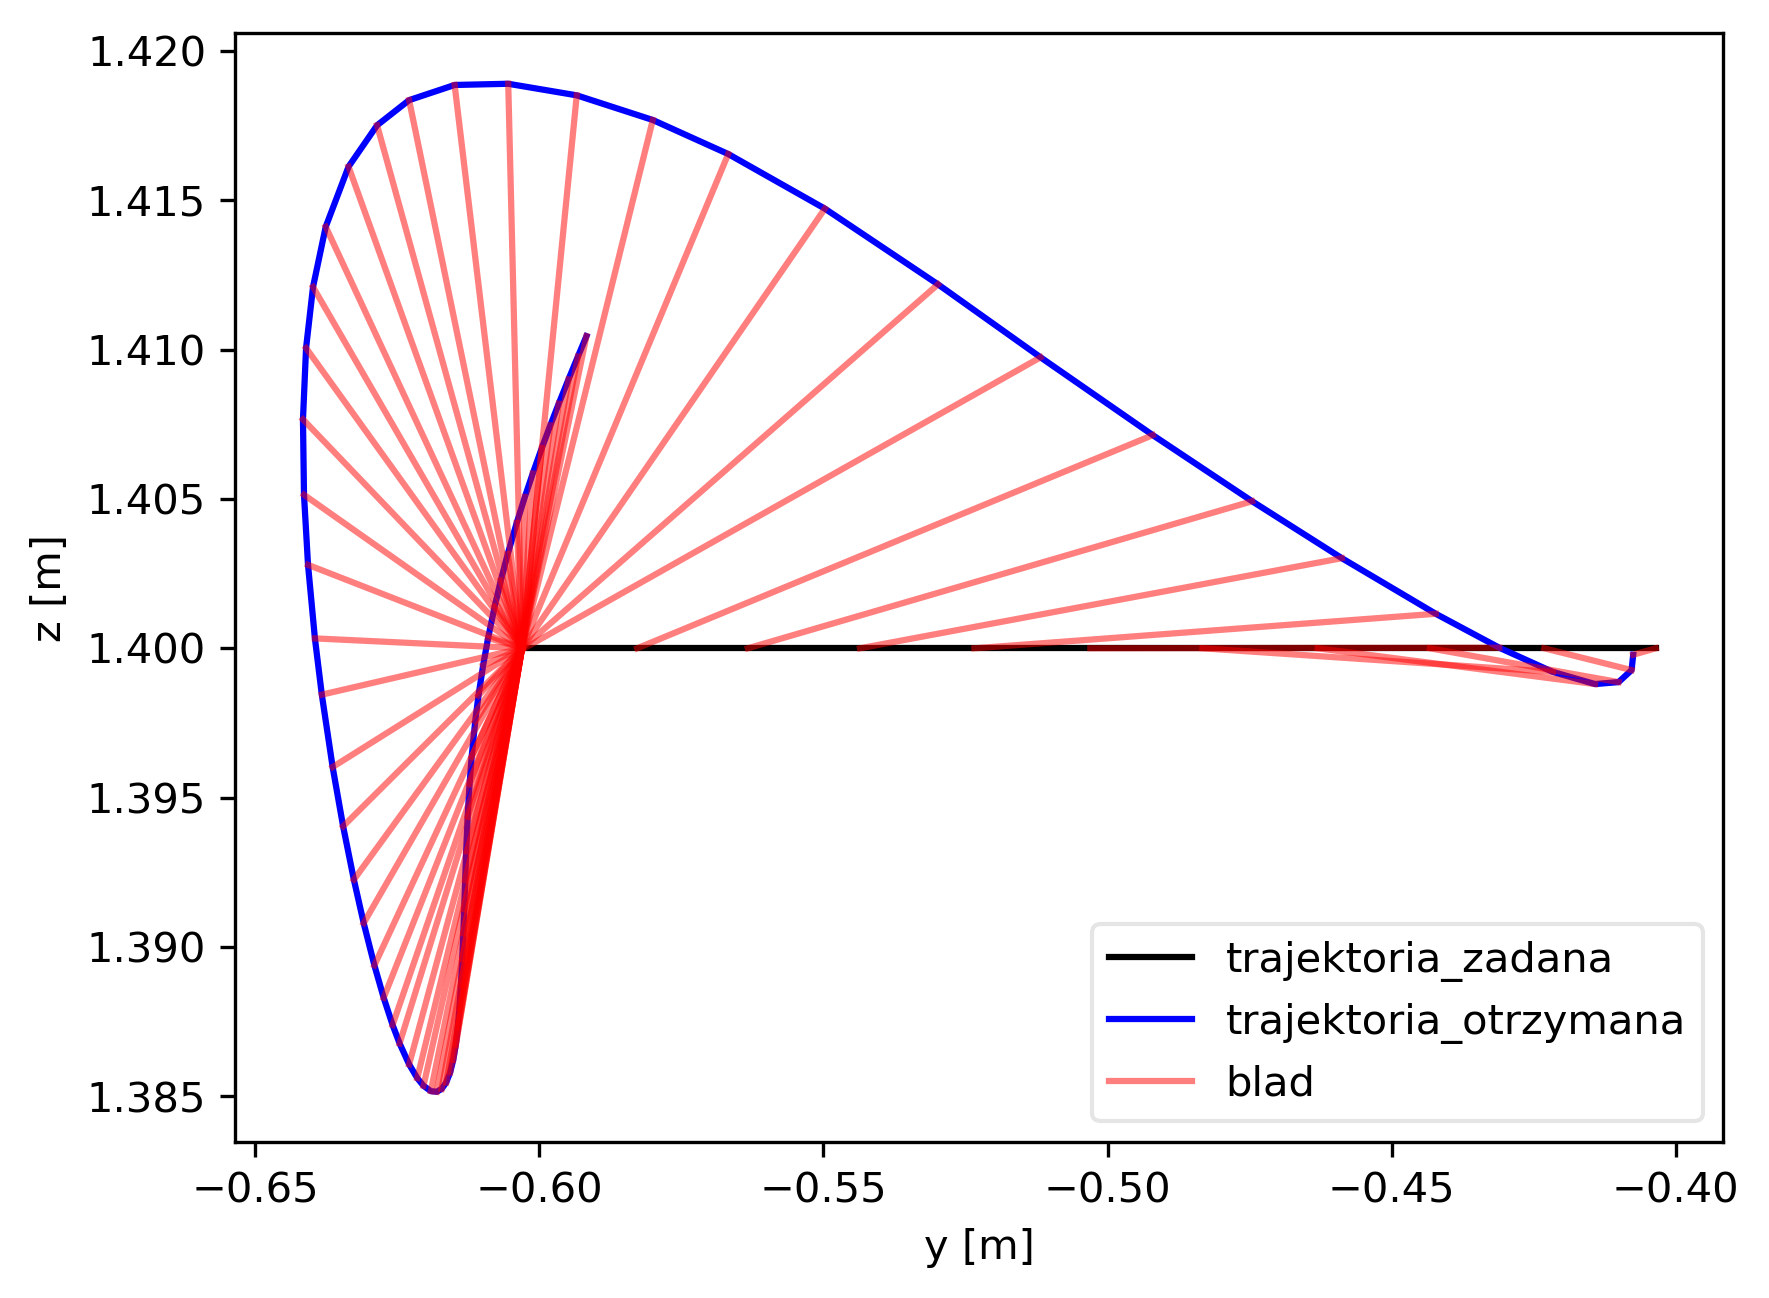 1.420
1.415
1.410
1.405
1.400
1.395
1.390
1.385
z [m]
−0.65 −0.60 −0.55 −0.50 −0.45 −0.40
y [m]
trajektoria_zadana
trajektoria_otrzymana
blad